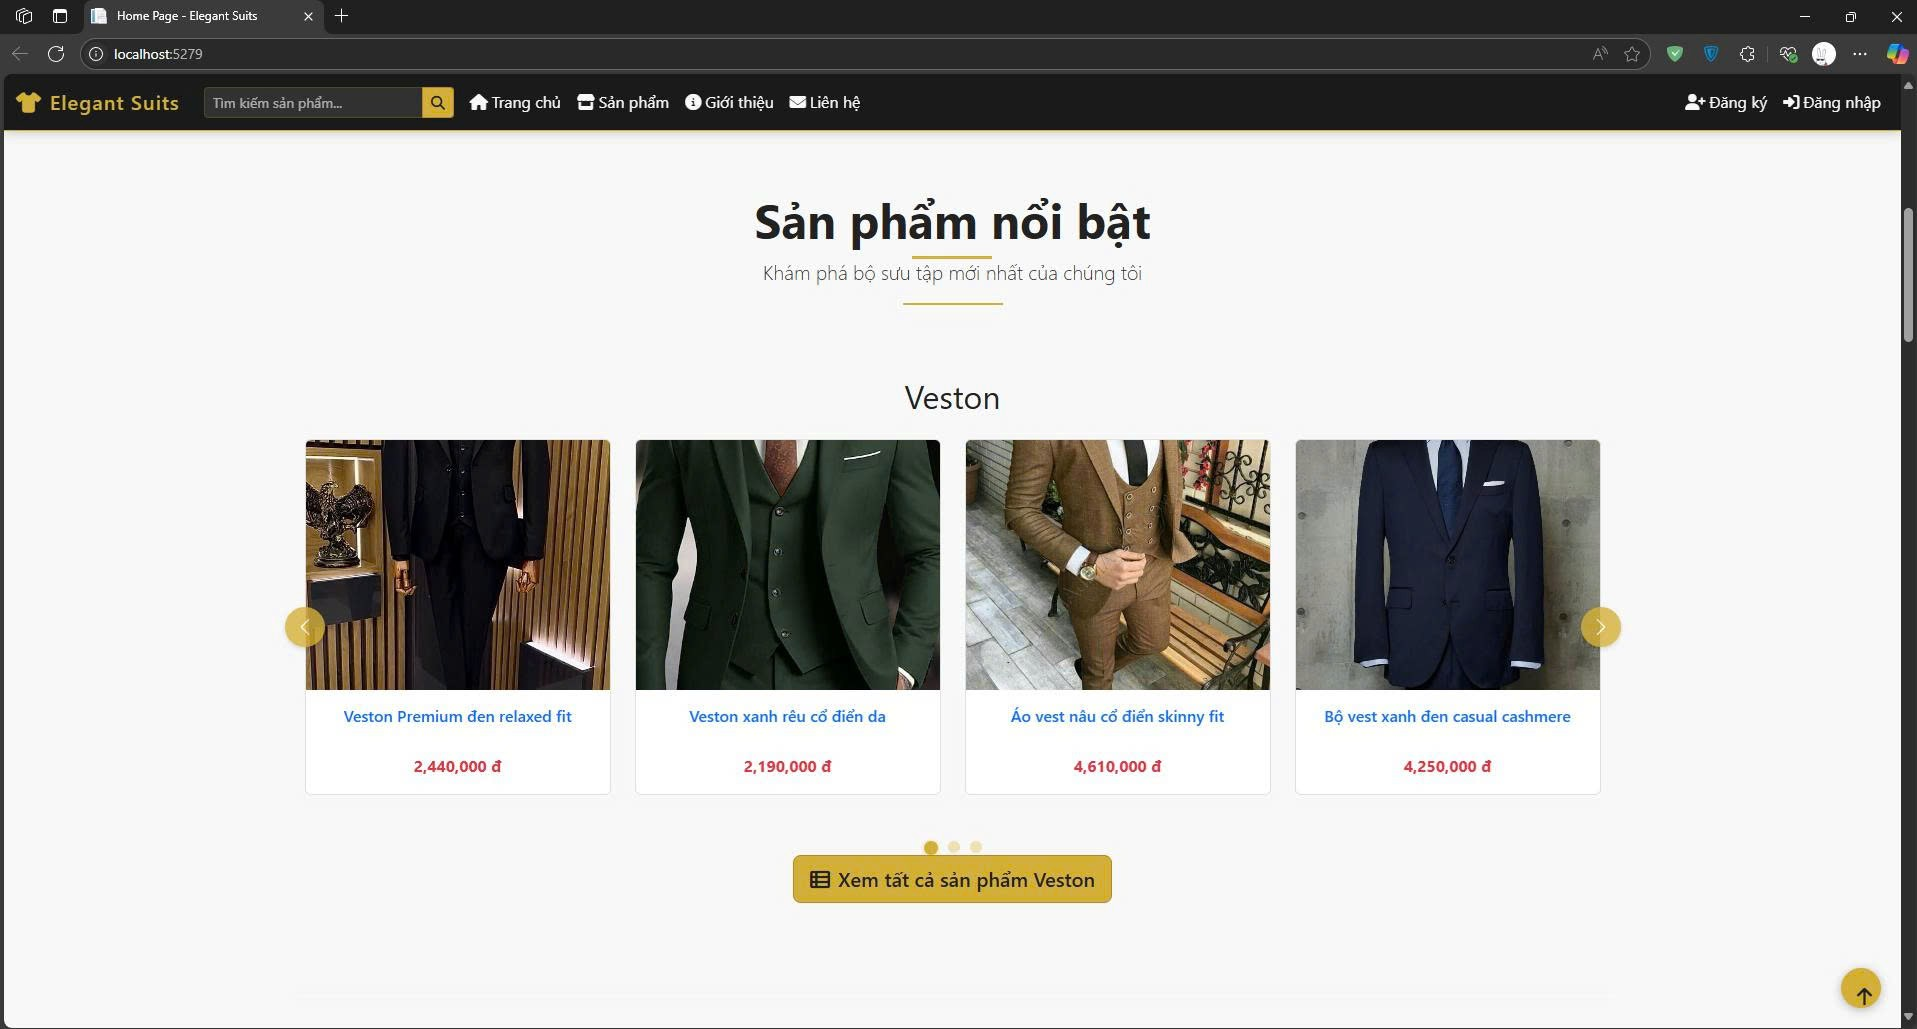 Home Page - Elegant Suits
localhost:5279
Elegant Suits
Tìm kiếm sản phẩm...
Trang chủ
Sản phẩm
Giới thiệu
Liên hệ
Đăng ký
Đăng nhập
Sản phẩm nổi bật
Khám phá bộ sưu tập mới nhất của chúng tôi
Veston
Veston Premium đen relaxed fit
2,440,000 đ
Veston xanh rêu cổ điển da
2,190,000 đ
Áo vest nâu cổ điển skinny fit
4,610,000 đ
Bộ vest xanh đen casual cashmere
4,250,000 đ
Xem tất cả sản phẩm Veston